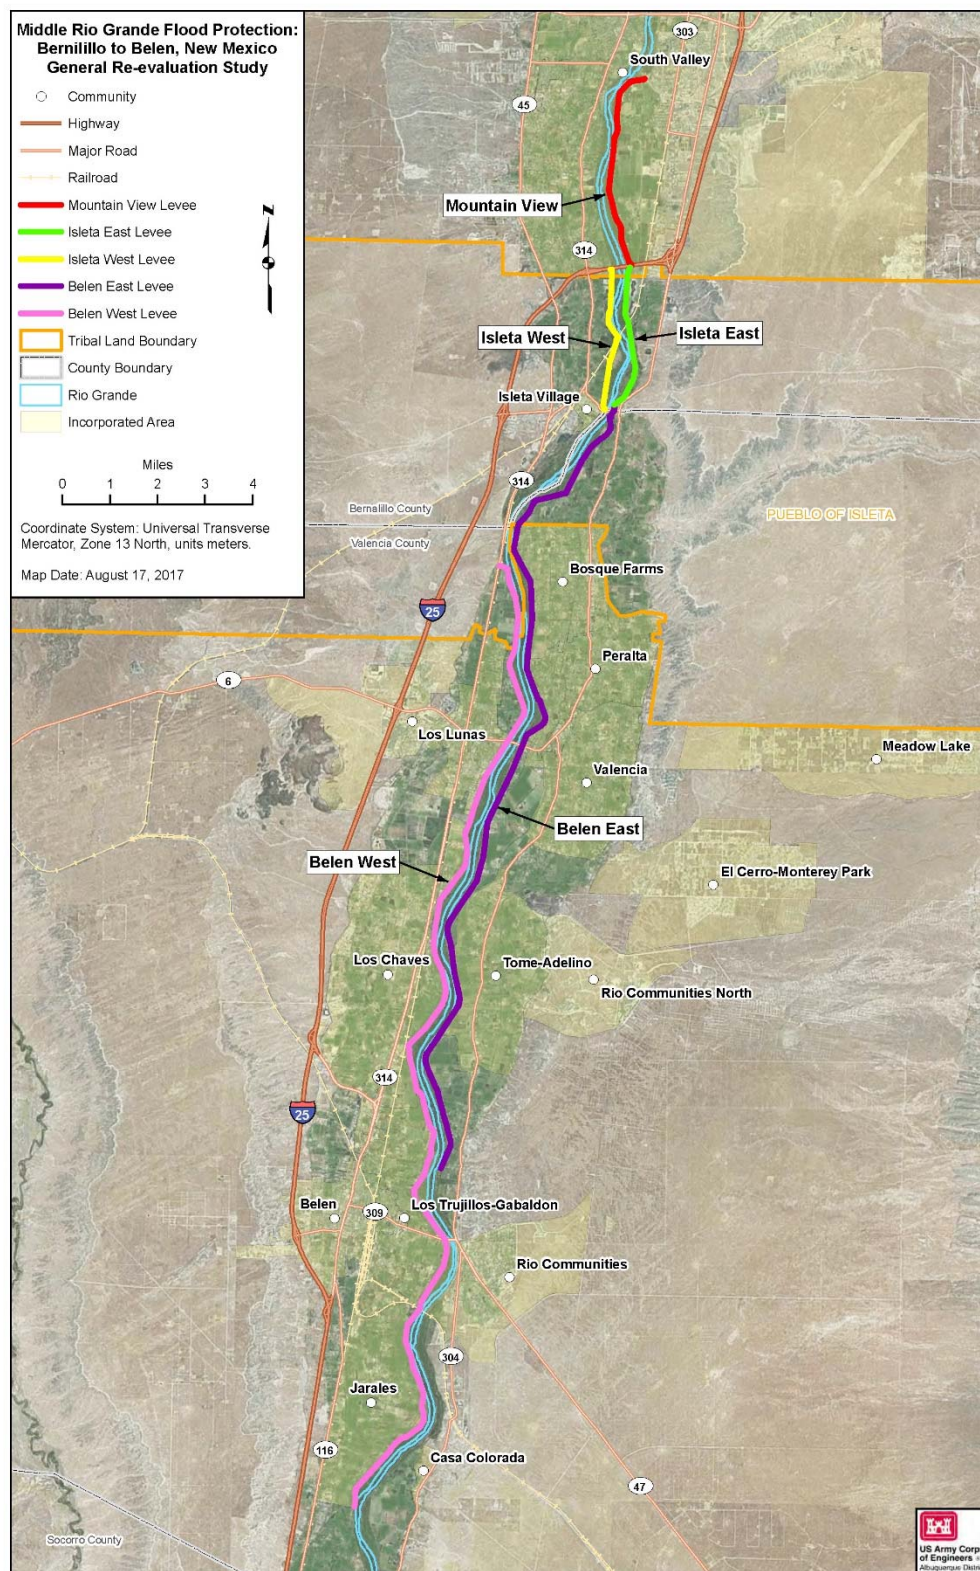 Middle Rio Grande Flood Protection:
Bernilillo to Belen, New Mexico
General Re-evaluation Study
Community
Highway
Major Road
Railroad
Mountain View Levee
Isleta East Levee
Isleta West Levee
Belen East Levee
Belen West Levee
Tribal Land Boundary
County Boundary
Rio Grande
Incorporated Area
N
Miles
0 1 2 3 4
Coordinate System: Universal Transverse
Mercator, Zone 13 North, units meters.
Map Date: August 17, 2017
303
South Valley
45
Mountain View
314
Isleta West
Isleta East
Isleta Village
314
Bernalillo County
PUEBLO OF ISLETA
Valencia County
Bosque Farms
25
Peralta
6
Los Lunas
Meadow Lake
Valencia
Belen East
Belen West
El Cerro-Monterey Park
Los Chaves
Tome-Adelino
Rio Communities North
314
25
Belen
309
Los Trujillos-Gabaldon
Rio Communities
304
Jarales
116
Casa Colorada
47
Socorro County
US Army Corps
of Engineers
Albuquerque Distri